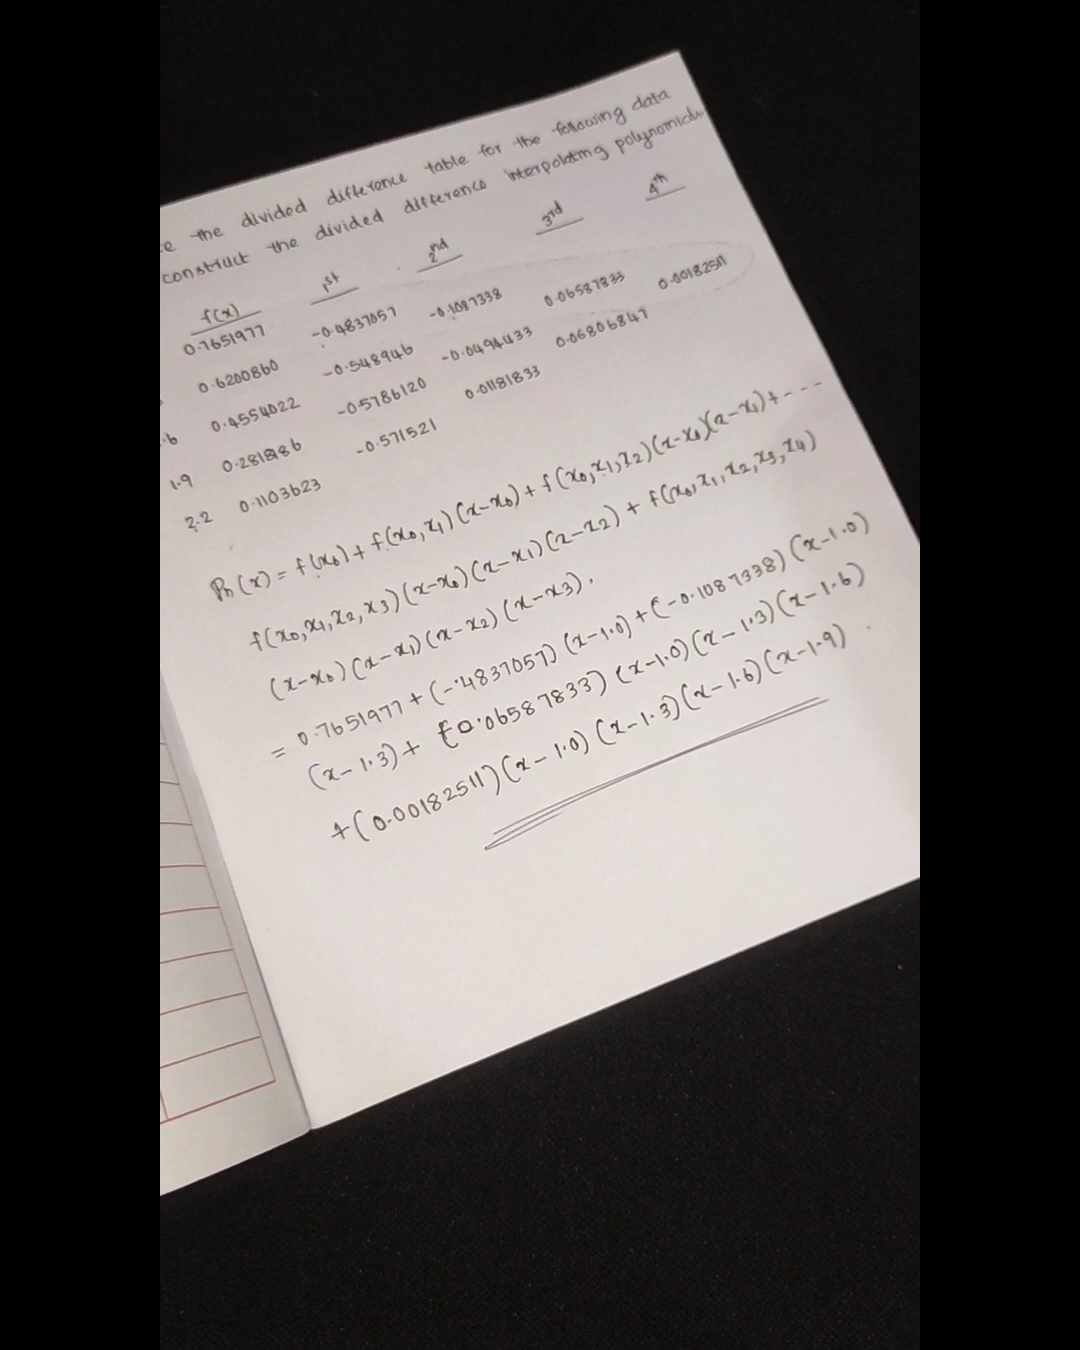 the divided difference table for the following data
construct the divided difference interpolating polynomials
f(x) 1st 2nd 3rd 4th
0.7651977 -0.4837057 -0.1087338 0.06587833 0.00182511
0.6200860 -0.548946 -0.0494433 0.06806847
0.4554022 -0.5786120 0.01181833
1.9 0.2818186 -0.571521
2.2 0.1103623
Pn(x) = f(x0) + f(x0, x1) (x-x0) + f(x0, x1, x2) (x-x0)(x-x1) + ----
f(x0, x1, x2, x3) (x-x0) (x-x1) (x-x2) + f(x0, x1, x2, x3, x4)
(x-x0) (x-x1) (x-x2) (x-x3).
= 0.7651977 + (-.4837057) (x-1.0) + (-0.1087338) (x-1.0)
(x-1.3) + (0.06587833) (x-1.0) (x-1.3) (x-1.6)
+ (0.00182511) (x-1.0) (x-1.3) (x-1.6) (x-1.9)